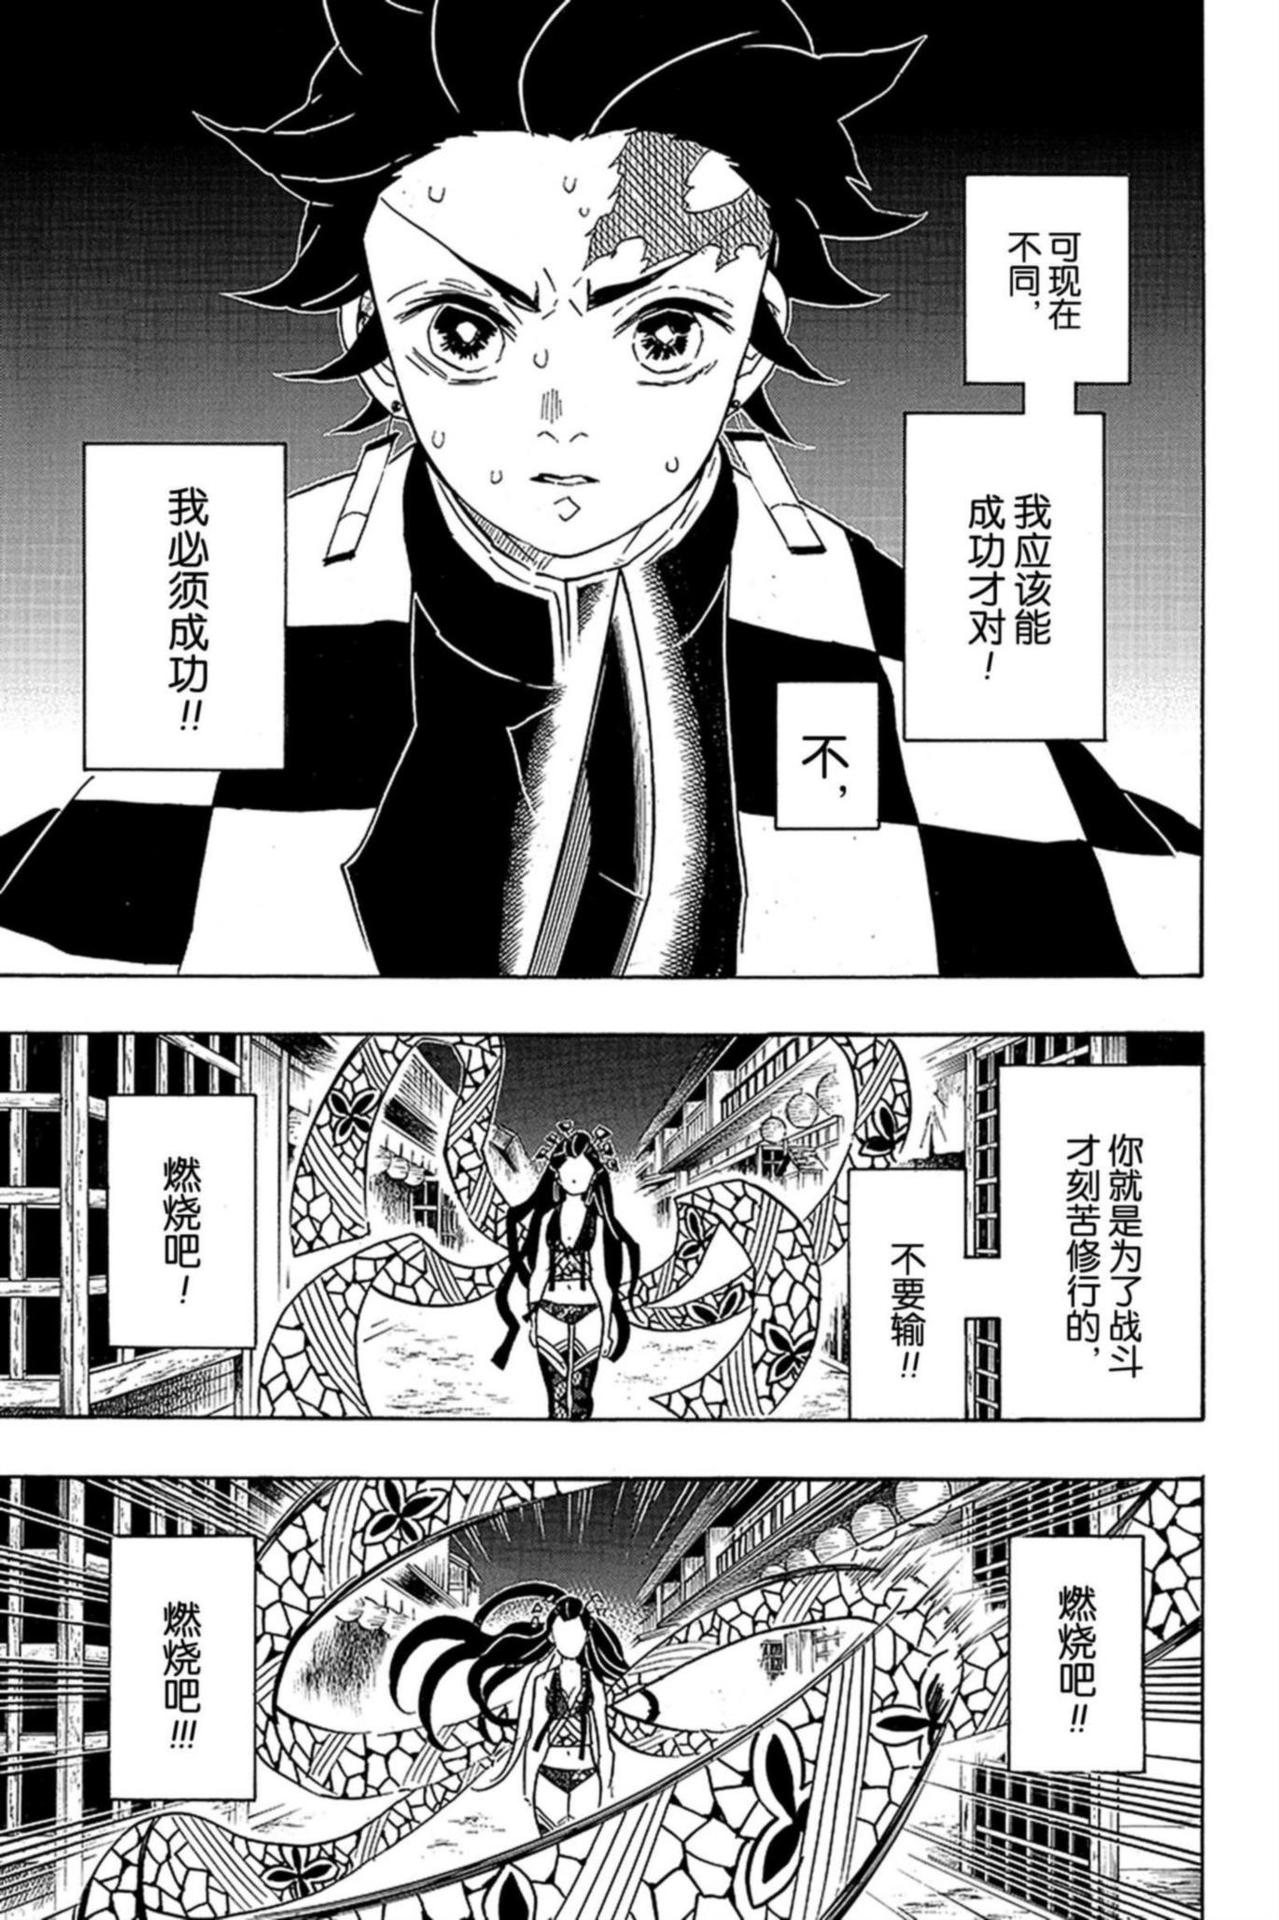 可现在
不同，
我应该能
成功才对！
不，
我必须成功！！
你就是为了战斗
才刻苦修行的，
不要输！！
燃烧吧！
燃烧吧！！
燃烧吧！！！